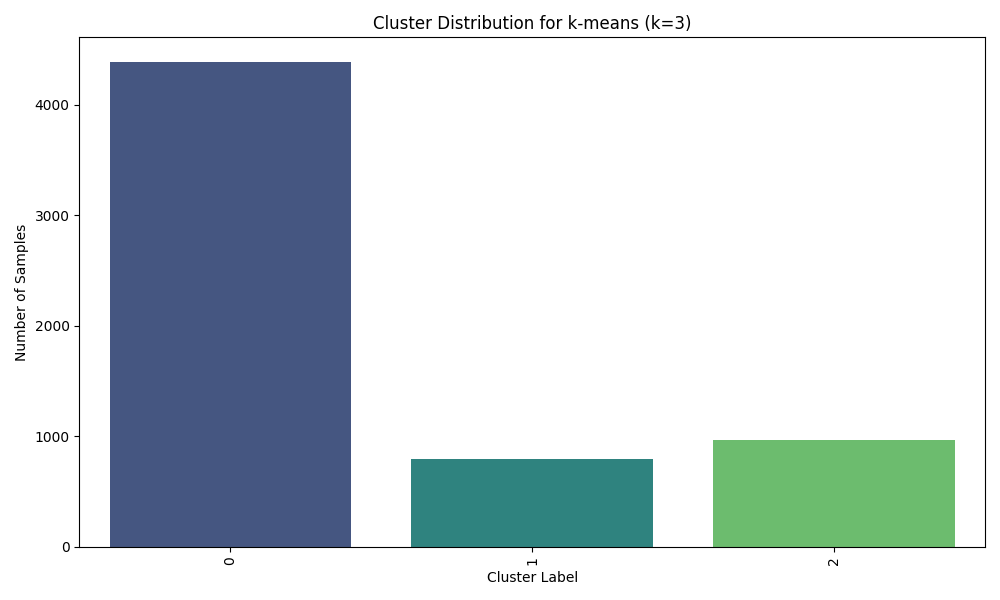 Cluster Distribution for k-means (k=3)
Number of Samples
4000
3000
2000
1000
0
0
1
2
Cluster Label